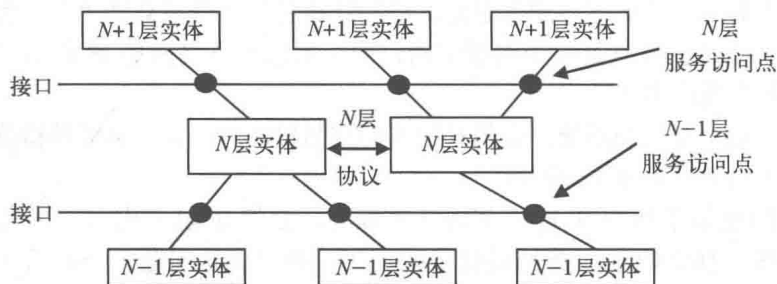 N+1层实体 N+1层实体 N+1层实体 N层
服务访问点
接口
N层实体 N层 N层实体 N-1层
协议 服务访问点
接口
N-1层实体 N-1层实体 N-1层实体